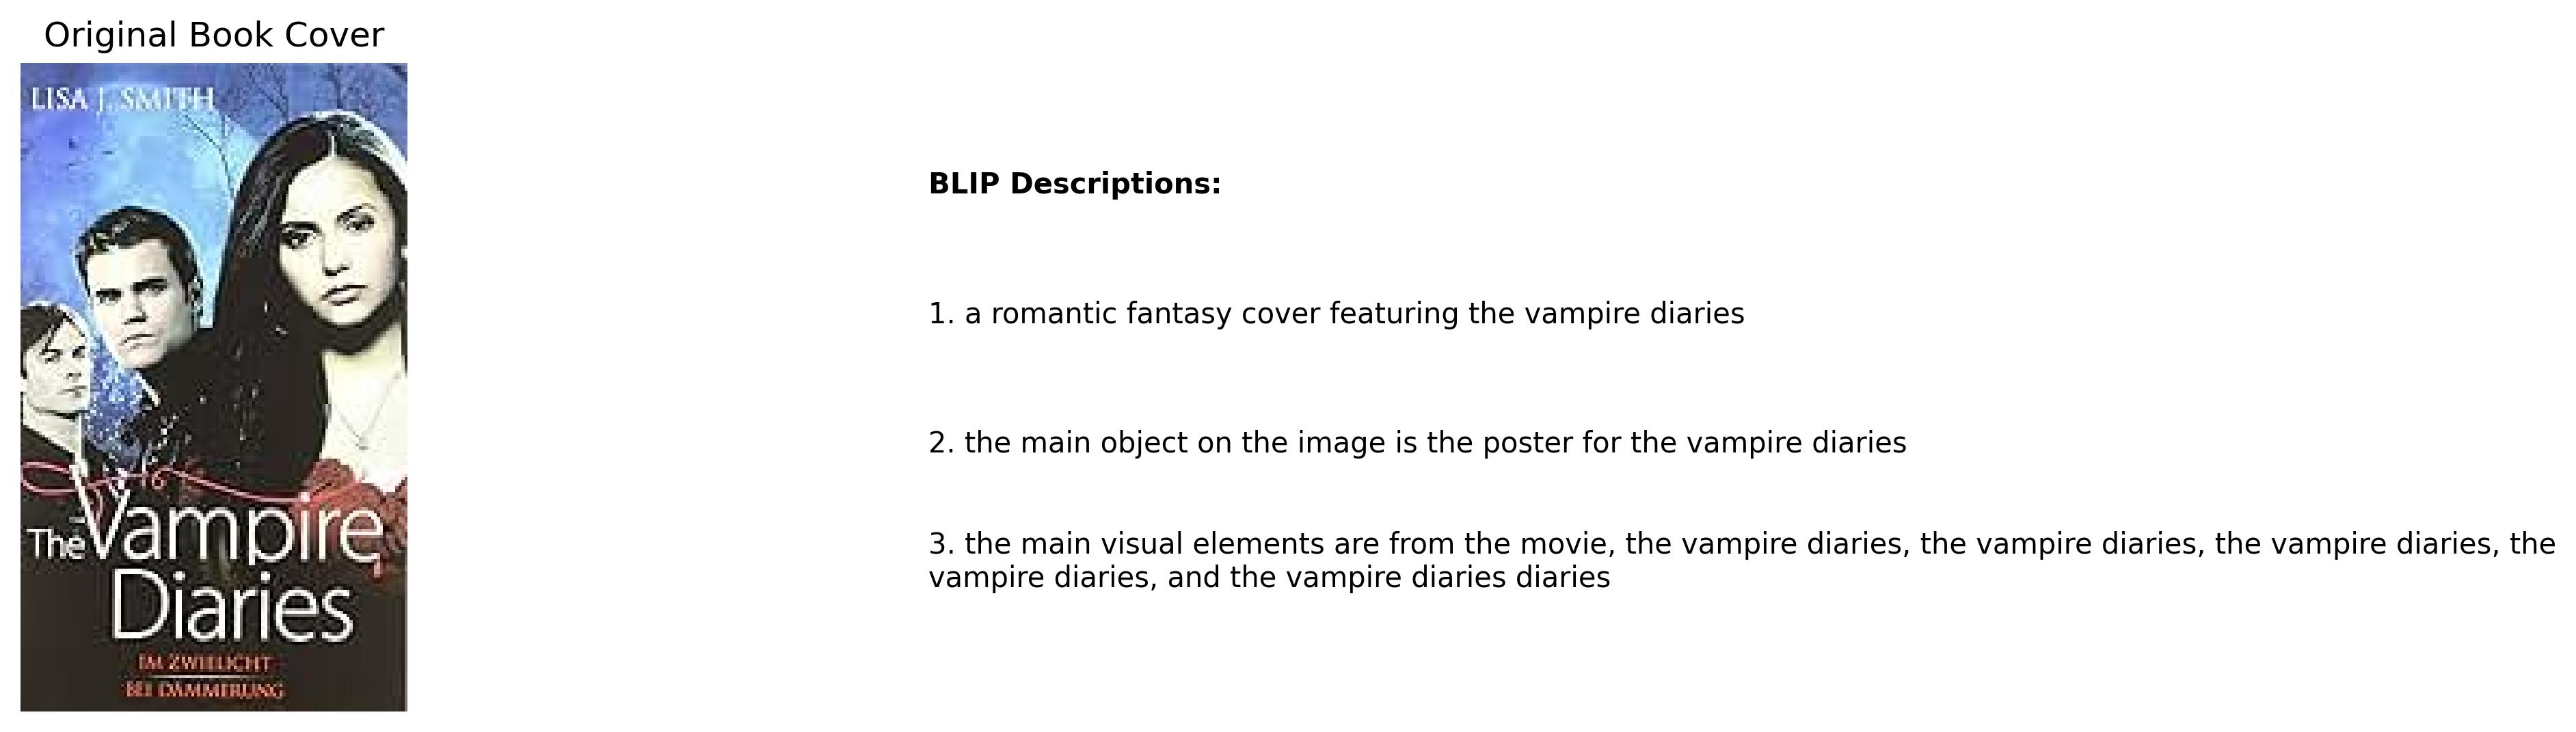 Original Book Cover
LISA J. SMITH
The Vampire
Diaries
IM ZWIELICHT
BEI DÄMMERUNG
BLIP Descriptions:
1. a romantic fantasy cover featuring the vampire diaries
2. the main object on the image is the poster for the vampire diaries
3. the main visual elements are from the movie, the vampire diaries, the vampire diaries, the vampire diaries, the
vampire diaries, and the vampire diaries diaries